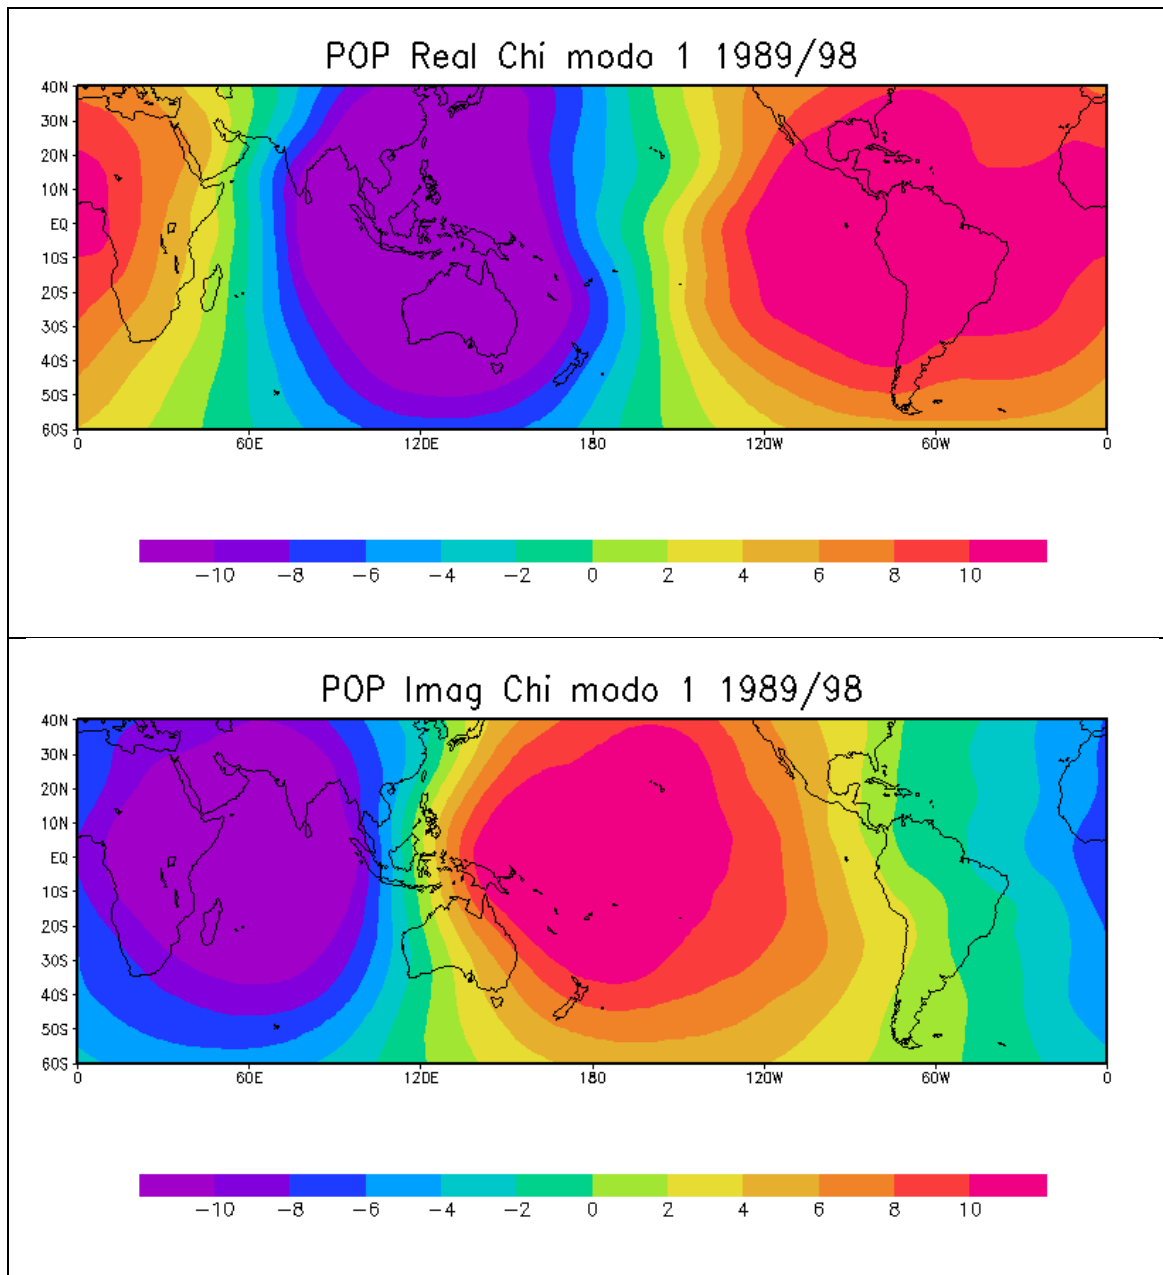 POP Real Chi modo 1 1989/98
40N
30N
20N
10N
EQ
10S
20S
30S
40S
50S
60S
0 60E 120E 180 120W 60W 0
−10 −8 −6 −4 −2 0 2 4 6 8 10
POP Imag Chi modo 1 1989/98
40N
30N
20N
10N
EQ
10S
20S
30S
40S
50S
60S
0 60E 120E 180 120W 60W 0
−10 −8 −6 −4 −2 0 2 4 6 8 10